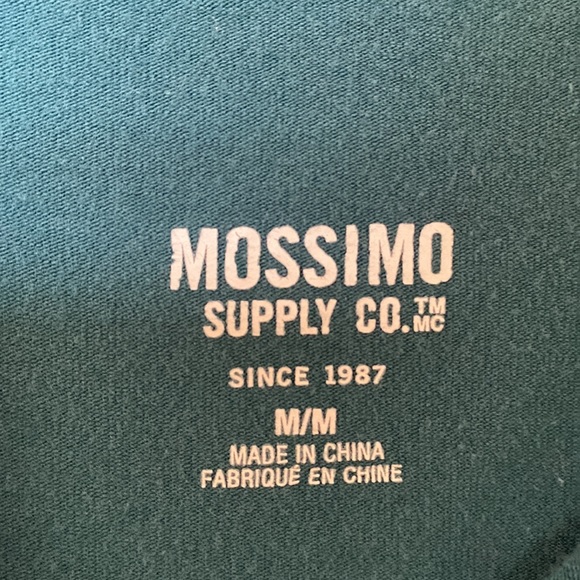 MOSSIMO
SUPPLY CO.™ MC
SINCE 1987
M/M
MADE IN CHINA
FABRIQUÉ EN CHINE